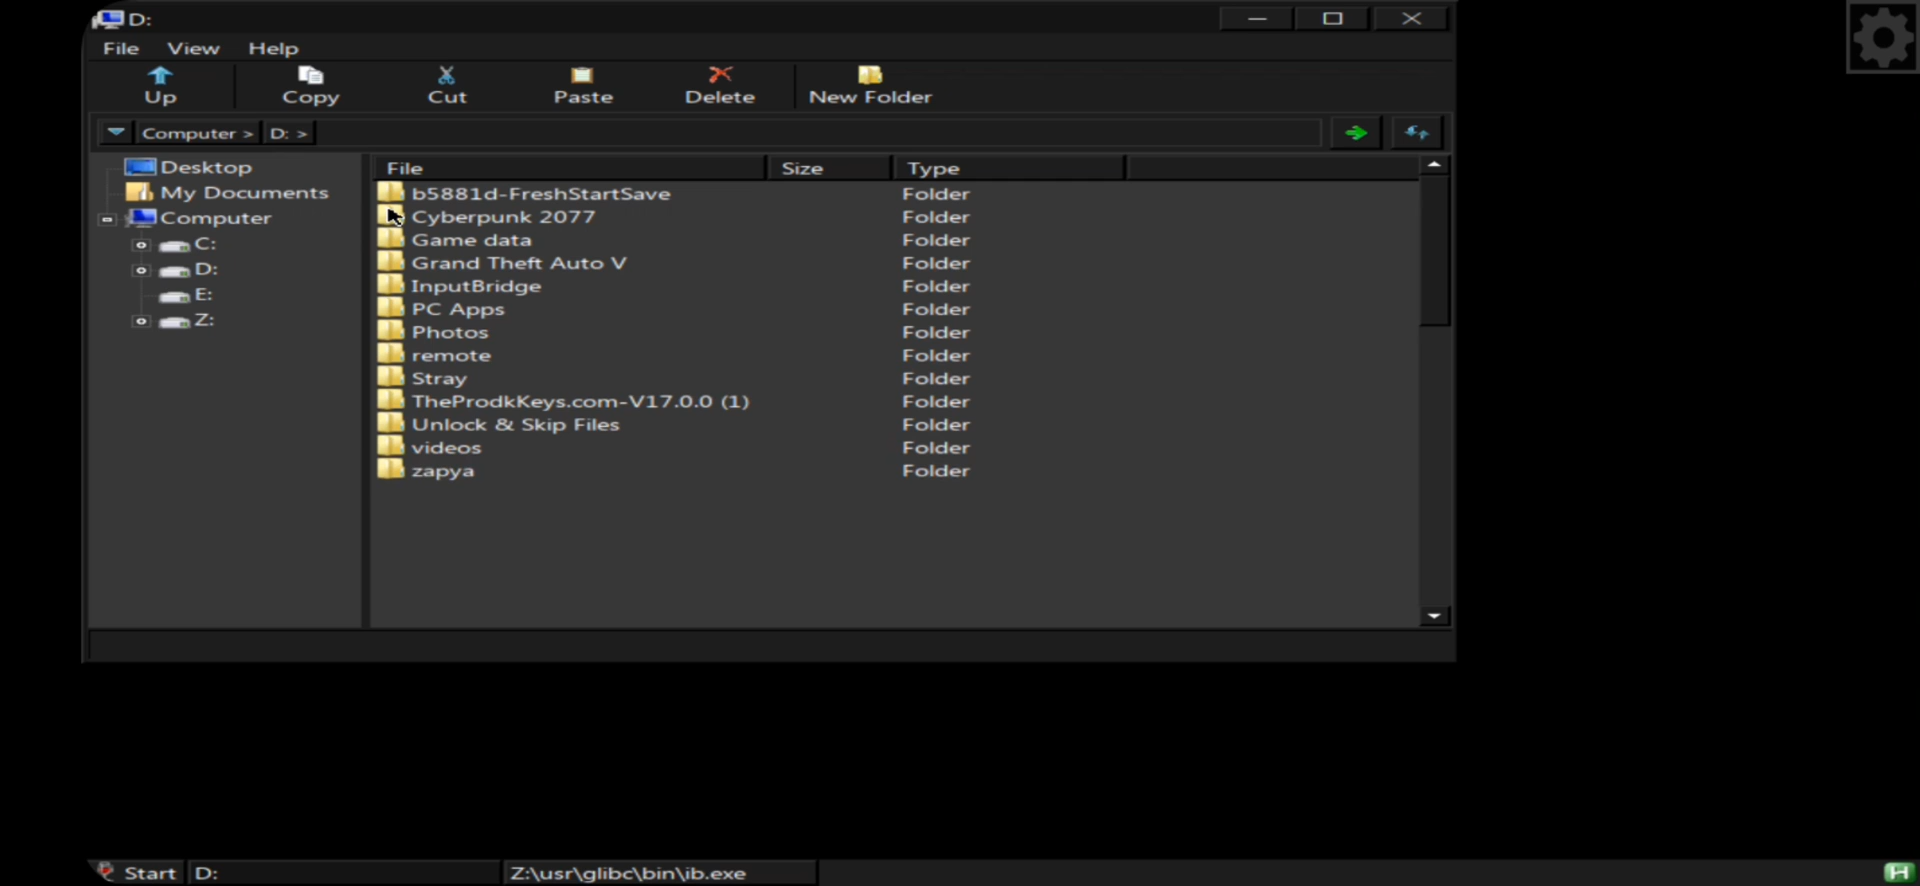 D:
File View Help
Up Copy Cut Paste Delete New Folder
Computer > D: >
Desktop
My Documents
Computer
C:
D:
E:
Z:
File Size Type
b5881d-FreshStartSave Folder
Cyberpunk 2077 Folder
Game data Folder
Grand Theft Auto V Folder
InputBridge Folder
PC Apps Folder
Photos Folder
remote Folder
Stray Folder
TheProdkKeys.com-V17.0.0 (1) Folder
Unlock & Skip Files Folder
videos Folder
zapya Folder
Start D: Z:\usr\glibc\bin\ib.exe H